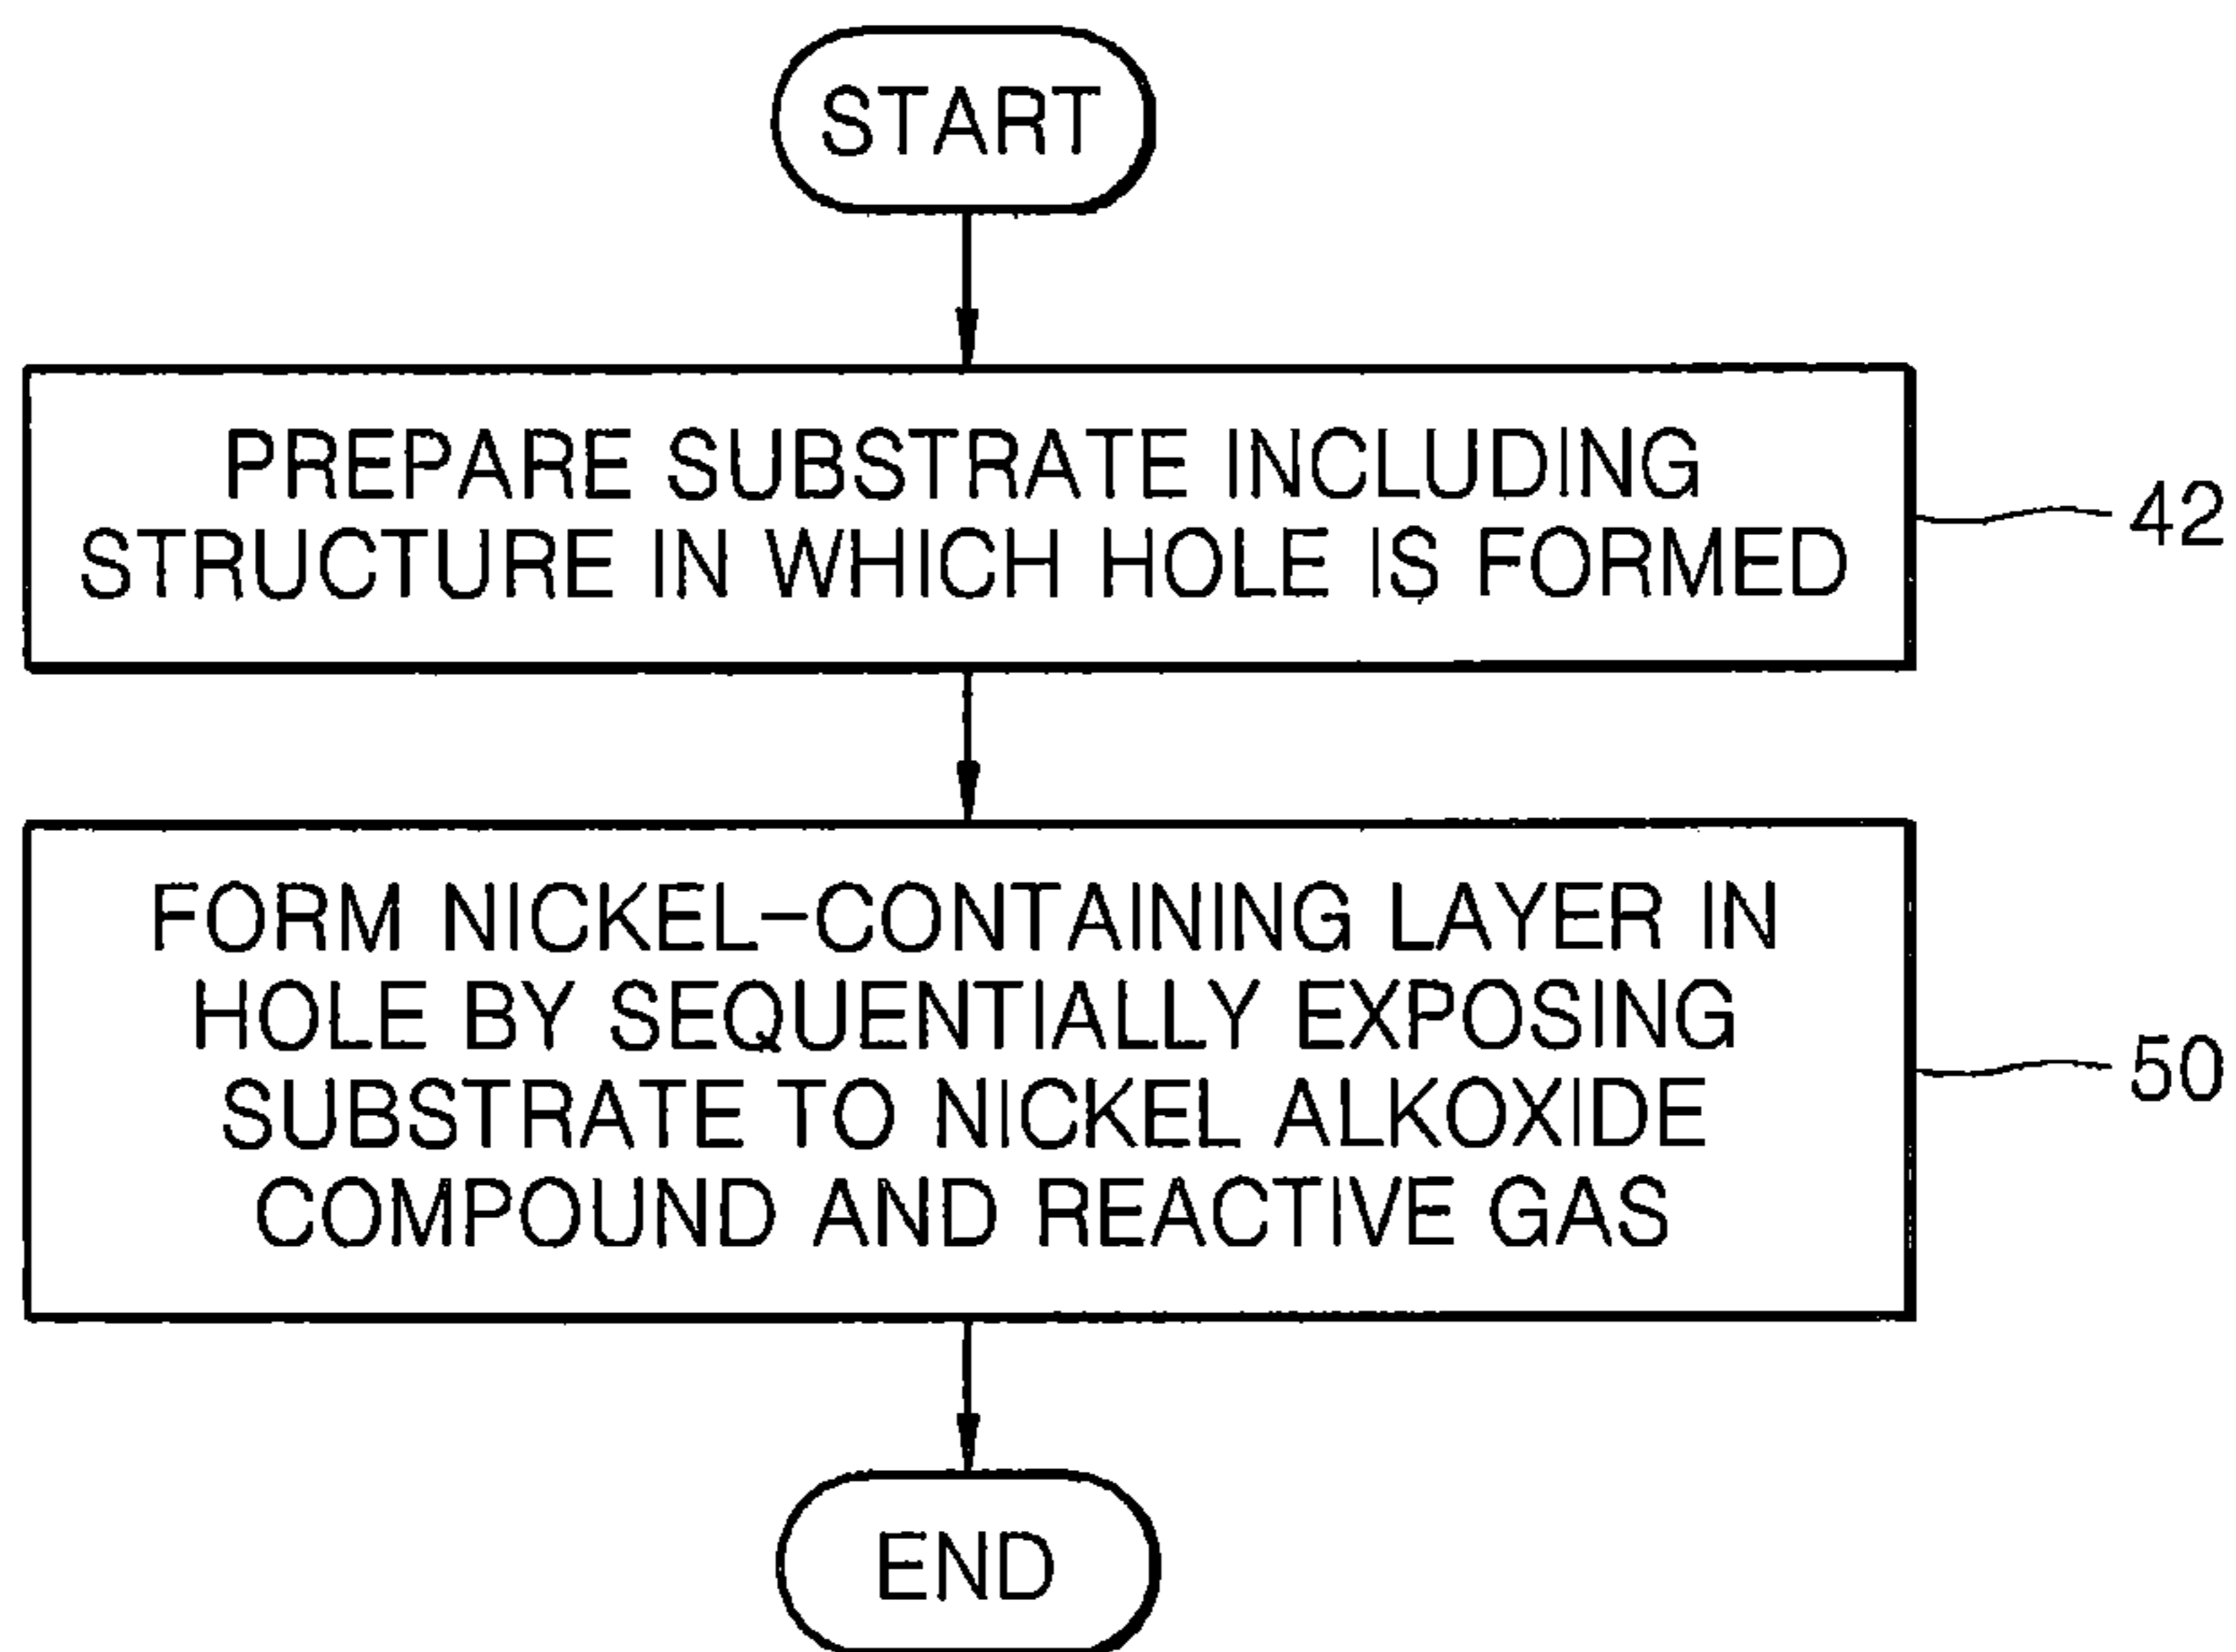 START
PREPARE SUBSTRATE INCLUDING
STRUCTURE IN WHICH HOLE IS FORMED
42
FORM NICKEL-CONTAINING LAYER IN
HOLE BY SEQUENTIALLY EXPOSING
SUBSTRATE TO NICKEL ALKOXIDE
COMPOUND AND REACTIVE GAS
50
END